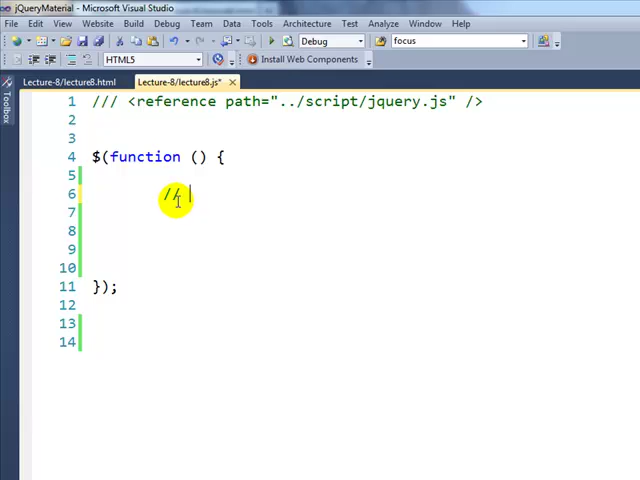 jQueryMaterial - Microsoft Visual Studio
File Edit View Website Build Debug Team Data Tools Architecture Test Analyze Window Help
Debug focus
HTML5 Install Web Components
Toolbox
Lecture-8/lecture8.html Lecture-8/lecture8.js* ×
1 /// <reference path="../script/jquery.js" />
2
3
4 $(function () {
5
6 //
7
8
9
10
11 });
12
13
14